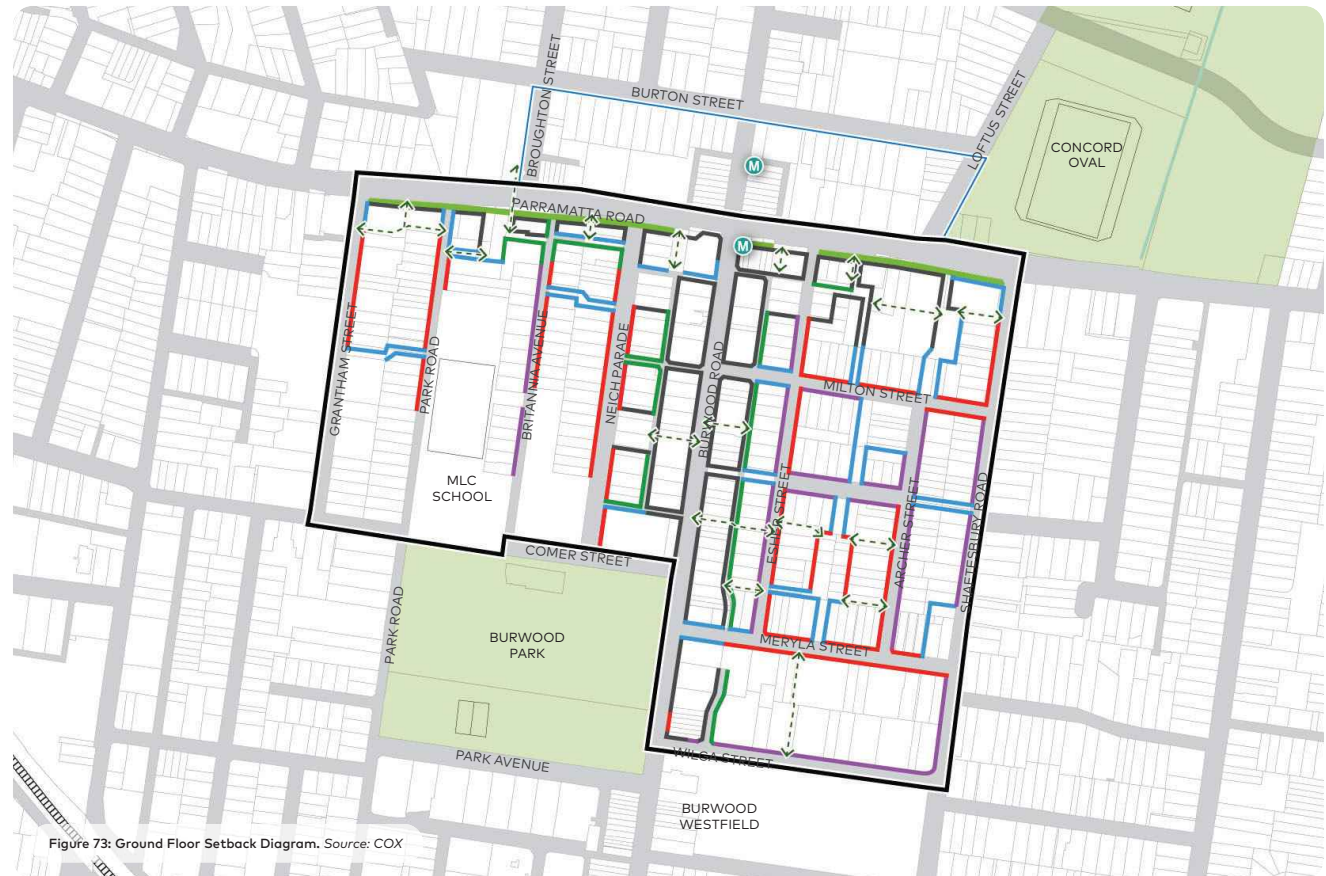 BROUGHTON STREET
BURTON STREET
LOFTUS STREET
CONCORD
OVAL
M
PARRAMATTA ROAD
M
GRANTHAM STREET
PARK ROAD
BRITANNIA AVENUE
NEICH PARADE
BURWOOD ROAD
MILTON STREET
MLC
SCHOOL
ESHER STREET
ARCHER STREET
SHAFTESBURY ROAD
COMER STREET
PARK ROAD
BURWOOD
PARK
MERYLA STREET
PARK AVENUE
WILGA STREET
BURWOOD
WESTFIELD
Figure 73: Ground Floor Setback Diagram. Source: COX